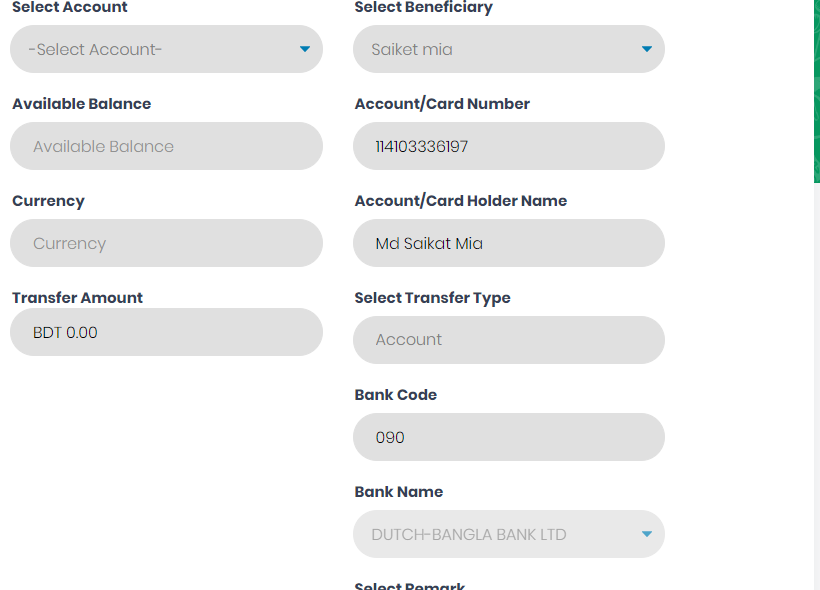 Select Account
-Select Account-
Available Balance
Available Balance
Currency
Currency
Transfer Amount
BDT 0.00
Select Beneficiary
Saiket mia
Account/Card Number
114103336197
Account/Card Holder Name
Md Saikat Mia
Select Transfer Type
Account
Bank Code
090
Bank Name
DUTCH-BANGLA BANK LTD
Select Remark